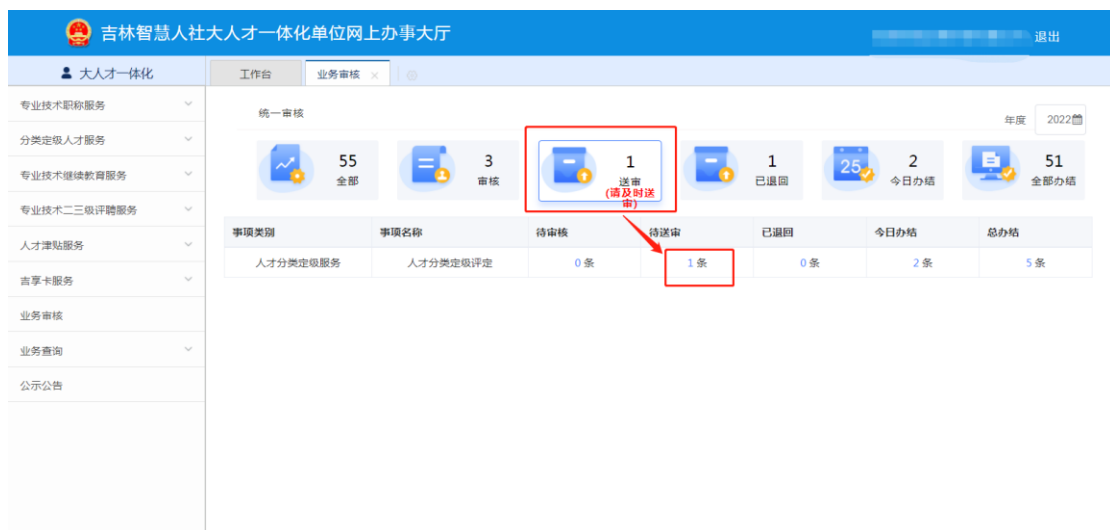 吉林智慧人社大人才一体化单位网上办事大厅
退出
大人才一体化
工作台
业务审核
专业技术职称服务
分类定级人才服务
专业技术继续教育服务
专业技术二三级评聘服务
人才津贴服务
吉享卡服务
业务审核
业务查询
公示公告
统一审核
年度 2022
55
全部
3
审核
1
送审
(请及时送
审)
1
已退回
25
2
今日办结
51
全部办结
事项类别 事项名称 待审核 待送审 已退回 今日办结 总办结
人才分类定级服务 人才分类定级评定 0 条 1 条 0 条 2 条 5 条